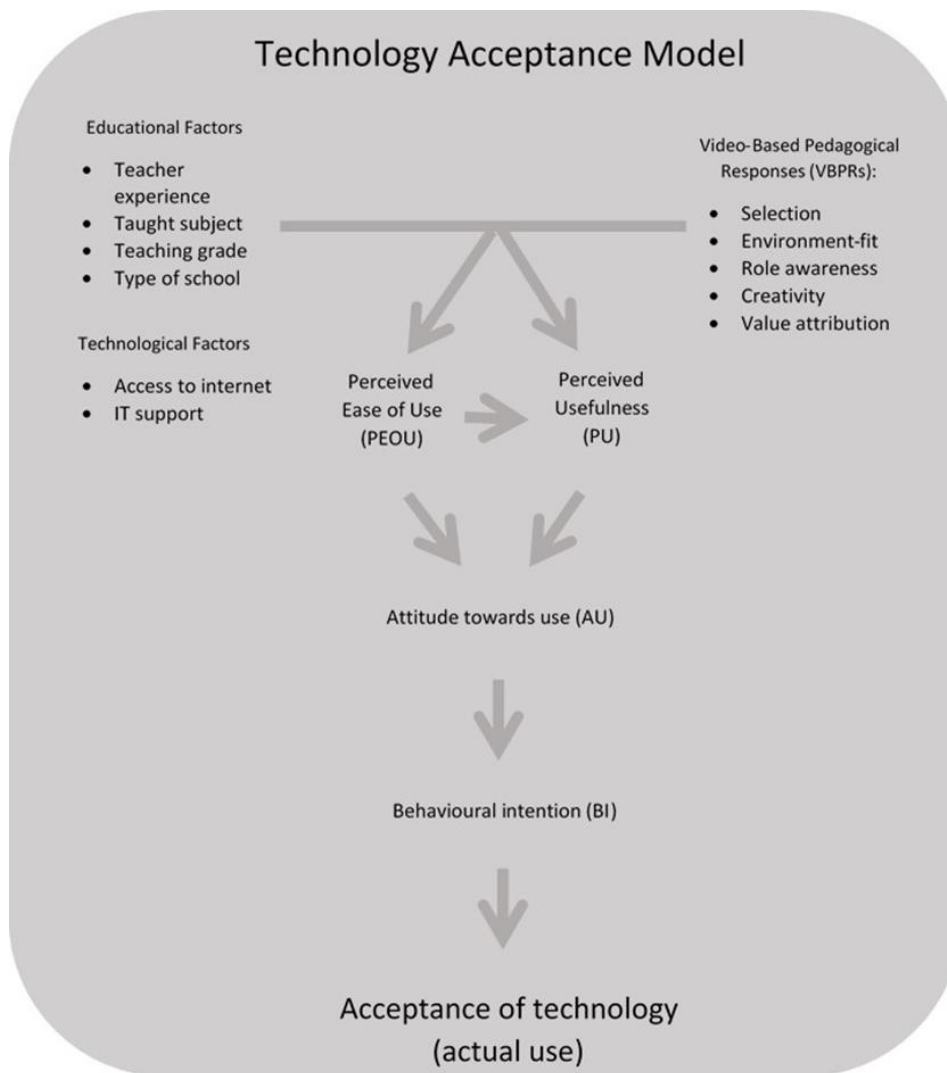 Technology Acceptance Model
Educational Factors
• Teacher
experience
• Taught subject
• Teaching grade
• Type of school
Technological Factors
• Access to internet
• IT support
Video-Based Pedagogical
Responses (VBPRs):
• Selection
• Environment-fit
• Role awareness
• Creativity
• Value attribution
Perceived
Ease of Use
(PEOU)
Perceived
Usefulness
(PU)
Attitude towards use (AU)
Behavioural intention (BI)
Acceptance of technology
(actual use)